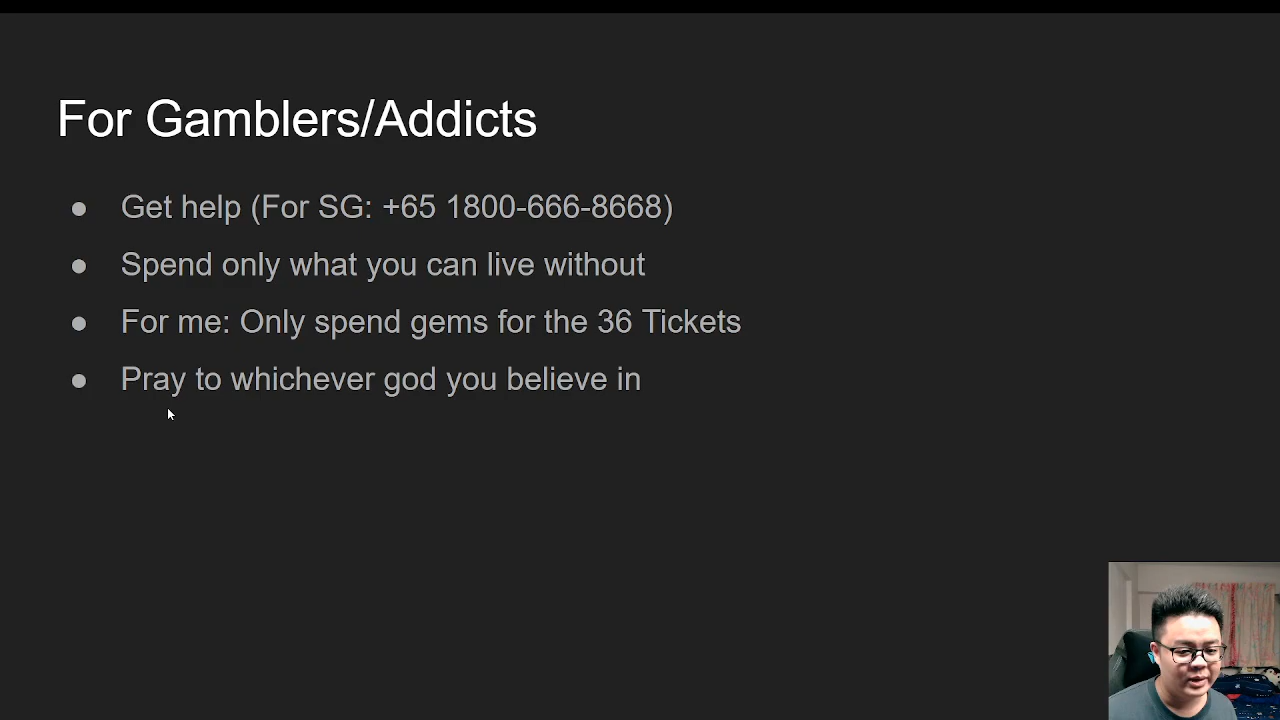 For Gamblers/Addicts
● Get help (For SG: +65 1800-666-8668)
● Spend only what you can live without
● For me: Only spend gems for the 36 Tickets
● Pray to whichever god you believe in